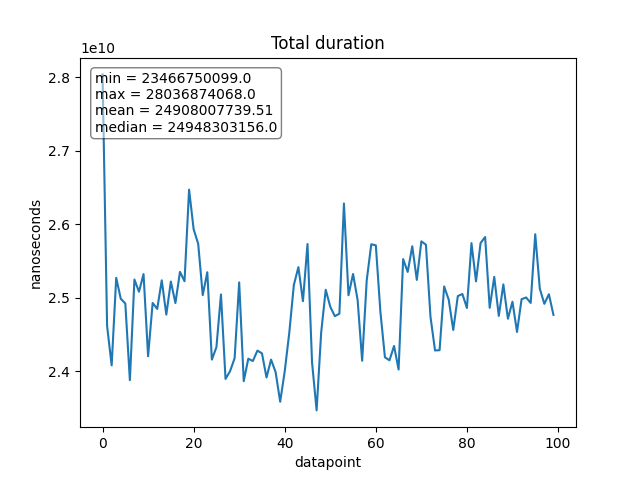 Total duration
1e10
min = 23466750099.0
max = 28036874068.0
mean = 24908007739.51
median = 24948303156.0
2.8
2.7
2.6
2.5
2.4
nanoseconds
0 20 40 60 80 100
datapoint